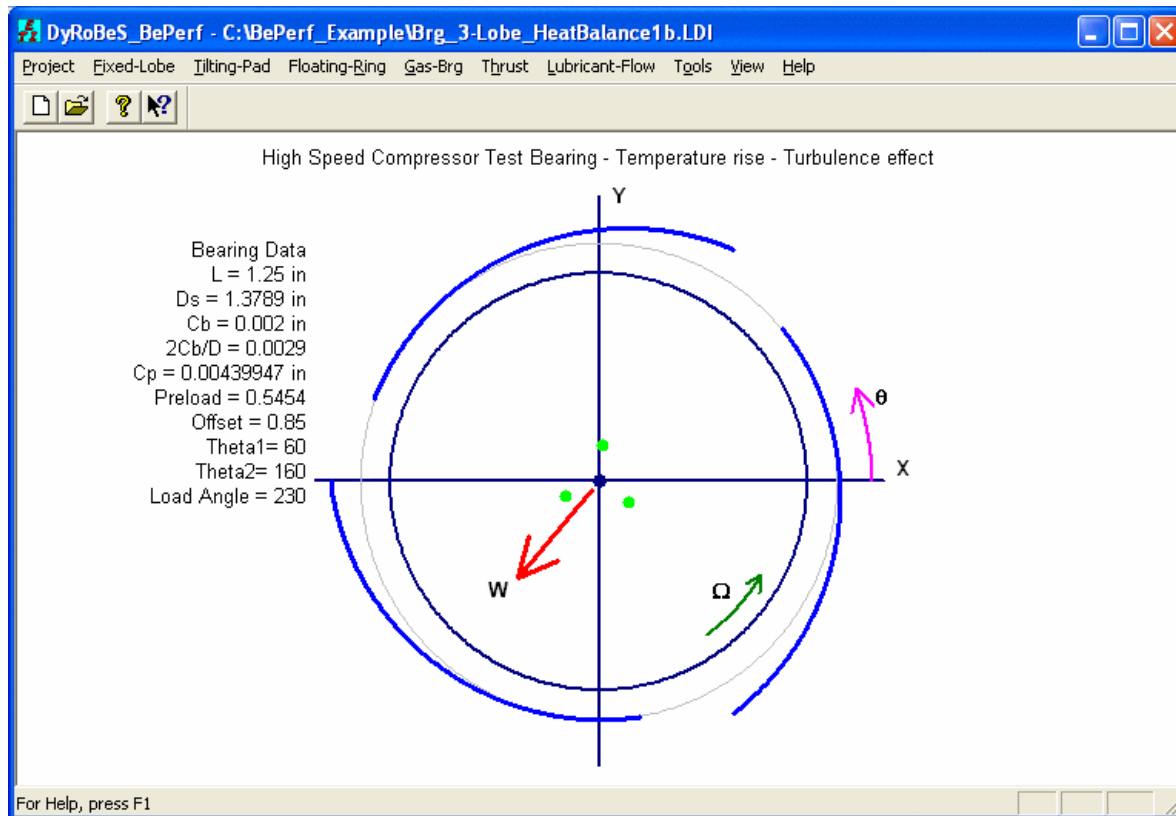 DyRoBeS_BePerf - C:\BePerf_Example\Brg_3-Lobe_HeatBalance1b.LDI
Project Fixed-Lobe Tilting-Pad Floating-Ring Gas-Brg Thrust Lubricant-Flow Tools View Help
High Speed Compressor Test Bearing - Temperature rise - Turbulence effect
Y
Bearing Data
L = 1.25 in
Ds = 1.3789 in
Cb = 0.002 in
2Cb/D = 0.0029
Cp = 0.00439947 in
Preload = 0.5454
Offset = 0.85
Theta1= 60
Theta2= 160
Load Angle = 230
θ
X
W
Ω
For Help, press F1